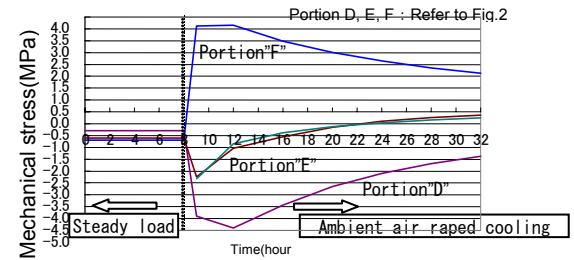 Portion D, E, F : Refer to Fig.2
Mechanical stress(MPa)
4.0
3.5
3.0
2.5
2.0
1.5
1.0
0.5
0.0
-0.5
-1.0
-1.5
-2.0
-2.5
-3.0
-3.5
-4.0
-4.5
-5.0
0 2 4 6 8 10 12 14 16 18 20 22 24 26 28 30 32
Portion"F"
Portion"E"
Portion"D"
Steady load
Ambient air raped cooling
Time(hour